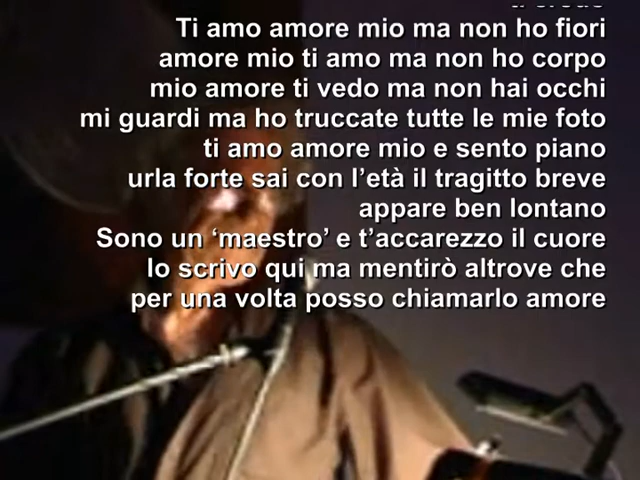 Ti amo amore mio ma non ho fiori
amore mio ti amo ma non ho corpo
mio amore ti vedo ma non hai occhi
mi guardi ma ho truccate tutte le mie foto
ti amo amore mio e sento piano
urla forte sai con l’età il tragitto breve
appare ben lontano
Sono un ‘maestro’ e t’accarezzo il cuore
lo scrivo qui ma mentirò altrove che
per una volta posso chiamarlo amore